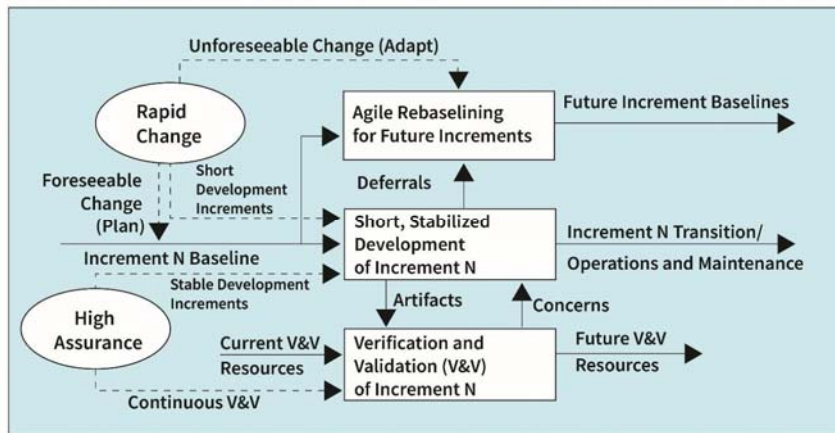 Unforeseeable Change (Adapt)
Rapid
Change
Agile Rebaselining
for Future Increments
Future Increment Baselines
Foreseeable
Change
(Plan)
Short
Development
Increments
Deferrals
Increment N Baseline
Short, Stabilized
Development
of Increment N
Increment N Transition/
Operations and Maintenance
Stable Development
Increments
High
Assurance
Artifacts
Concerns
Current V&V
Resources
Verification and
Validation (V&V)
of Increment N
Future V&V
Resources
Continuous V&V